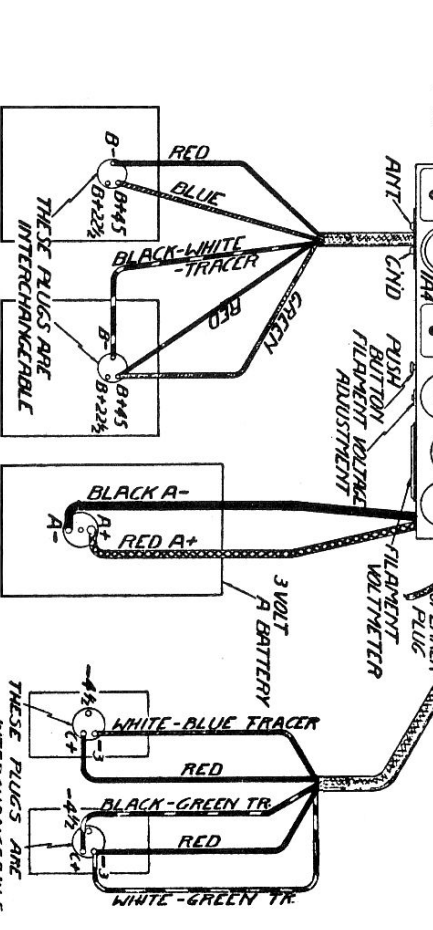 RED
B-
B+45
B+22½
BLUE
THESE PLUGS ARE
INTERCHANGEABLE
BLACK-WHITE
-TRACER
RED
GREEN
B-
B+45
B+22½
ANT.
GND
1A4
PUSH
BUTTON
FILAMENT VOLTAGE
ADJUSTMENT
BLACK A-
A+
A-
RED A+
FILAMENT
VOLTMETER
PLUG
3 VOLT
A BATTERY
-4½
C+
-3
WHITE-BLUE TRACER
RED
BLACK-GREEN TR.
-4½
C+
-3
RED
WHITE-GREEN TR.
THESE PLUGS ARE